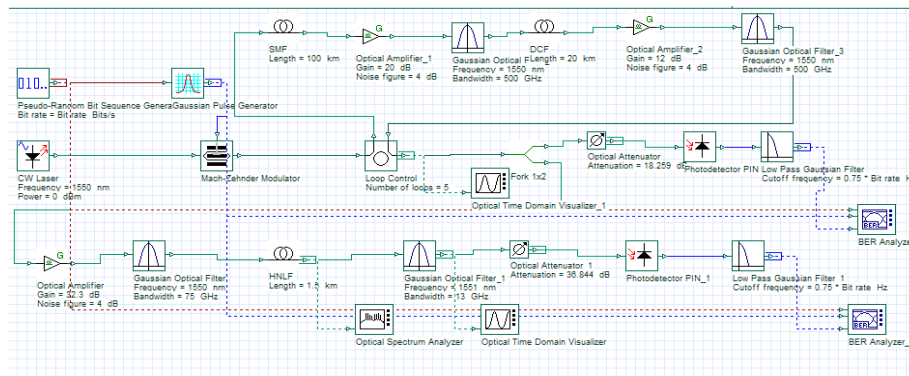 SMF
Length = 100 km
G
Optical Amplifier_1
Gain = 20 dB
Noise figure = 4 dB
Gaussian Optical F
Frequency = 1550 nm
Bandwidth = 500 GHz
DCF
Length = 20 km
G
Optical Amplifier_2
Gain = 12 dB
Noise figure = 4 dB
Gaussian Optical Filter_3
Frequency = 1550 nm
Bandwidth = 500 GHz
Pseudo-Random Bit Sequence Genera
Bit rate = Bit rate Bits/s
Gaussian Pulse Generator
CW Laser
Frequency = 1550 nm
Power = 0 dBm
Mach-Zehnder Modulator
Loop Control
Number of loops = 5
Fork 1x2
Optical Time Domain Visualizer_1
Optical Attenuator
Attenuation = 18.259 dB
Photodetector PIN
Low Pass Gaussian Filter
Cutoff frequency = 0.75 * Bit rate H
BER
BER Analyzer
G
Optical Amplifier
Gain = 32.3 dB
Noise figure = 4 dB
Gaussian Optical Filter
Frequency = 1550 nm
Bandwidth = 75 GHz
HNLF
Length = 1.5 km
Gaussian Optical Filter_1
Frequency = 1551 nm
Bandwidth = 13 GHz
Optical Attenuator_1
Attenuation = 36.844 dB
Photodetector PIN_1
Low Pass Gaussian Filter_1
Cutoff frequency = 0.75 * Bit rate Hz
Optical Spectrum Analyzer
Optical Time Domain Visualizer
BER
BER Analyzer_